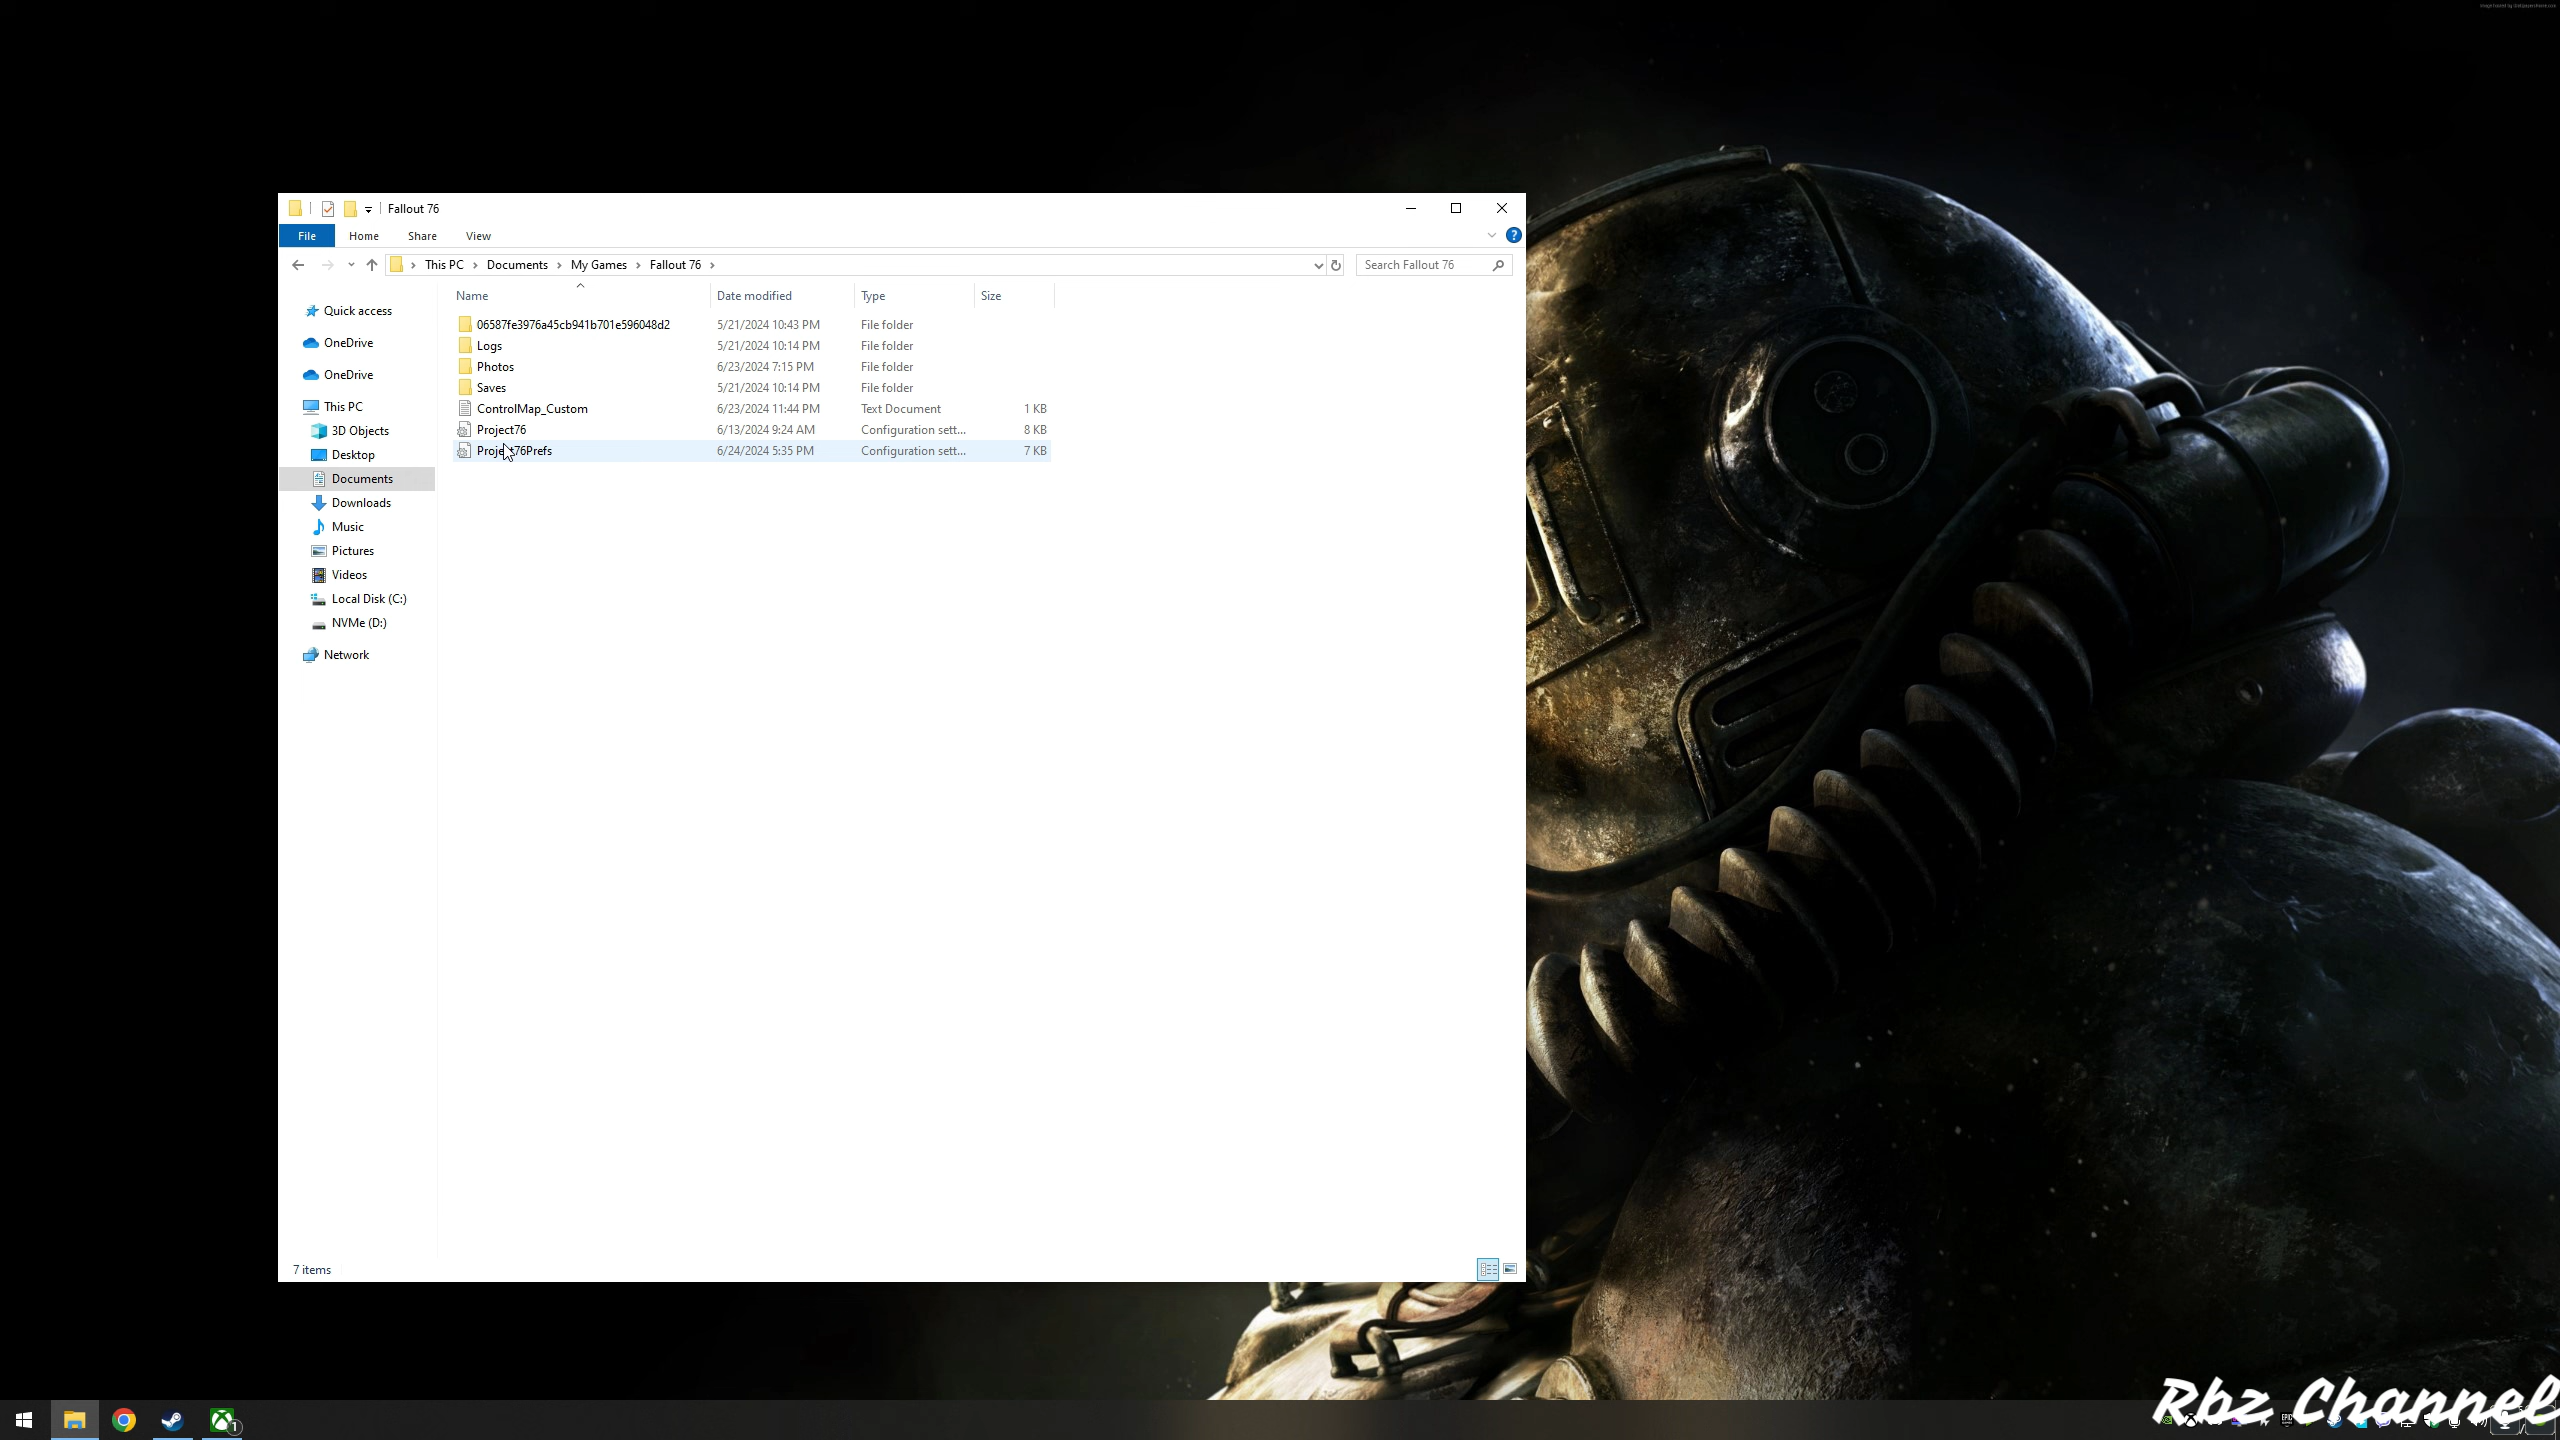 Fallout 76
File Home Share View
This PC Documents My Games Fallout 76
Search Fallout 76
Name Date modified Type Size
Quick access
OneDrive
OneDrive
This PC
3D Objects
Desktop
Documents
Downloads
Music
Pictures
Videos
Local Disk (C:)
NVMe (D:)
Network
06587fe3976a45cb941b701e596048d2 5/21/2024 10:43 PM File folder
Logs 5/21/2024 10:14 PM File folder
Photos 6/23/2024 7:15 PM File folder
Saves 5/21/2024 10:14 PM File folder
ControlMap_Custom 6/23/2024 11:44 PM Text Document 1 KB
Project76 6/13/2024 9:24 AM Configuration sett... 8 KB
Project76Prefs 6/24/2024 5:35 PM Configuration sett... 7 KB
7 items
1
Rbz Channel